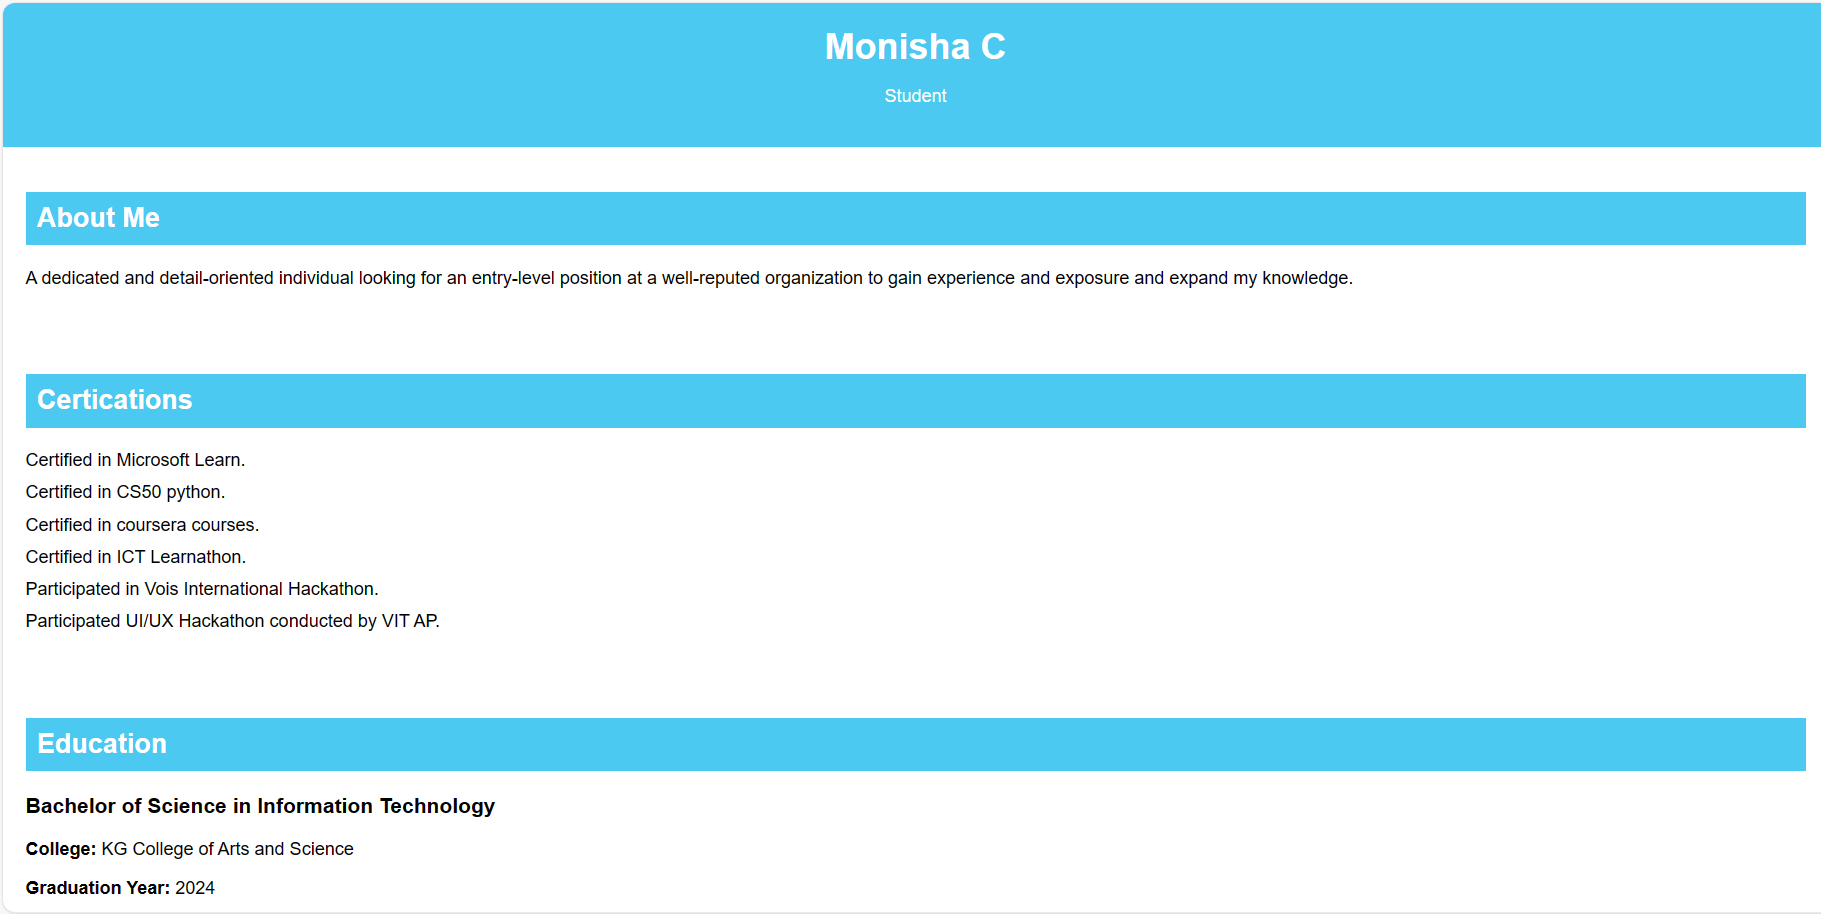 Monisha C
Student
About Me
A dedicated and detail-oriented individual looking for an entry-level position at a well-reputed organization to gain experience and exposure and expand my knowledge.
Certications
Certified in Microsoft Learn.
Certified in CS50 python.
Certified in coursera courses.
Certified in ICT Learnathon.
Participated in Vois International Hackathon.
Participated UI/UX Hackathon conducted by VIT AP.
Education
Bachelor of Science in Information Technology
College: KG College of Arts and Science
Graduation Year: 2024